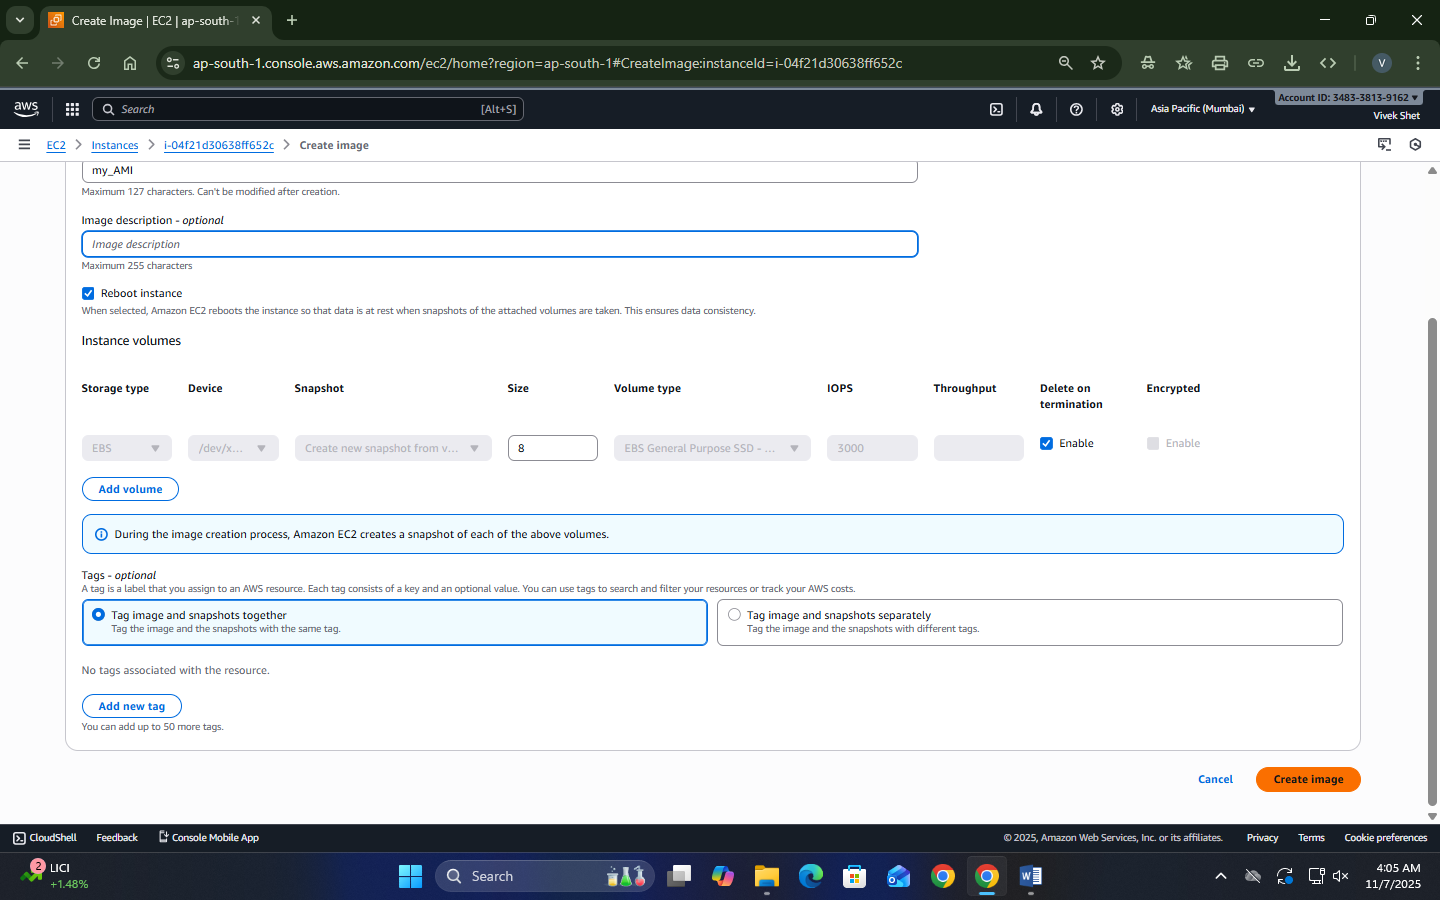 Create Image | EC2 | ap-south-1
ap-south-1.console.aws.amazon.com/ec2/home?region=ap-south-1#CreateImage:instanceId=i-04f21d30638ff652c
V
aws
Search
[Alt+S]
Asia Pacific (Mumbai)
Account ID: 3483-3813-9162
Vivek Shet
EC2
Instances
i-04f21d30638ff652c
Create image
my_AMI
Maximum 127 characters. Can't be modified after creation.
Image description - optional
Image description
Maximum 255 characters
Reboot instance
When selected, Amazon EC2 reboots the instance so that data is at rest when snapshots of the attached volumes are taken. This ensures data consistency.
Instance volumes
Storage type
Device
Snapshot
Size
Volume type
IOPS
Throughput
Delete on
termination
Encrypted
EBS
/dev/x...
Create new snapshot from v...
8
EBS General Purpose SSD - ...
3000
Enable
Enable
Add volume
During the image creation process, Amazon EC2 creates a snapshot of each of the above volumes.
Tags - optional
A tag is a label that you assign to an AWS resource. Each tag consists of a key and an optional value. You can use tags to search and filter your resources or track your AWS costs.
Tag image and snapshots together
Tag the image and the snapshots with the same tag.
Tag image and snapshots separately
Tag the image and the snapshots with different tags.
No tags associated with the resource.
Add new tag
You can add up to 50 more tags.
Cancel
Create image
CloudShell
Feedback
Console Mobile App
© 2025, Amazon Web Services, Inc. or its affiliates.
Privacy
Terms
Cookie preferences
2
LICI
+1.48%
Search
4:05 AM
11/7/2025